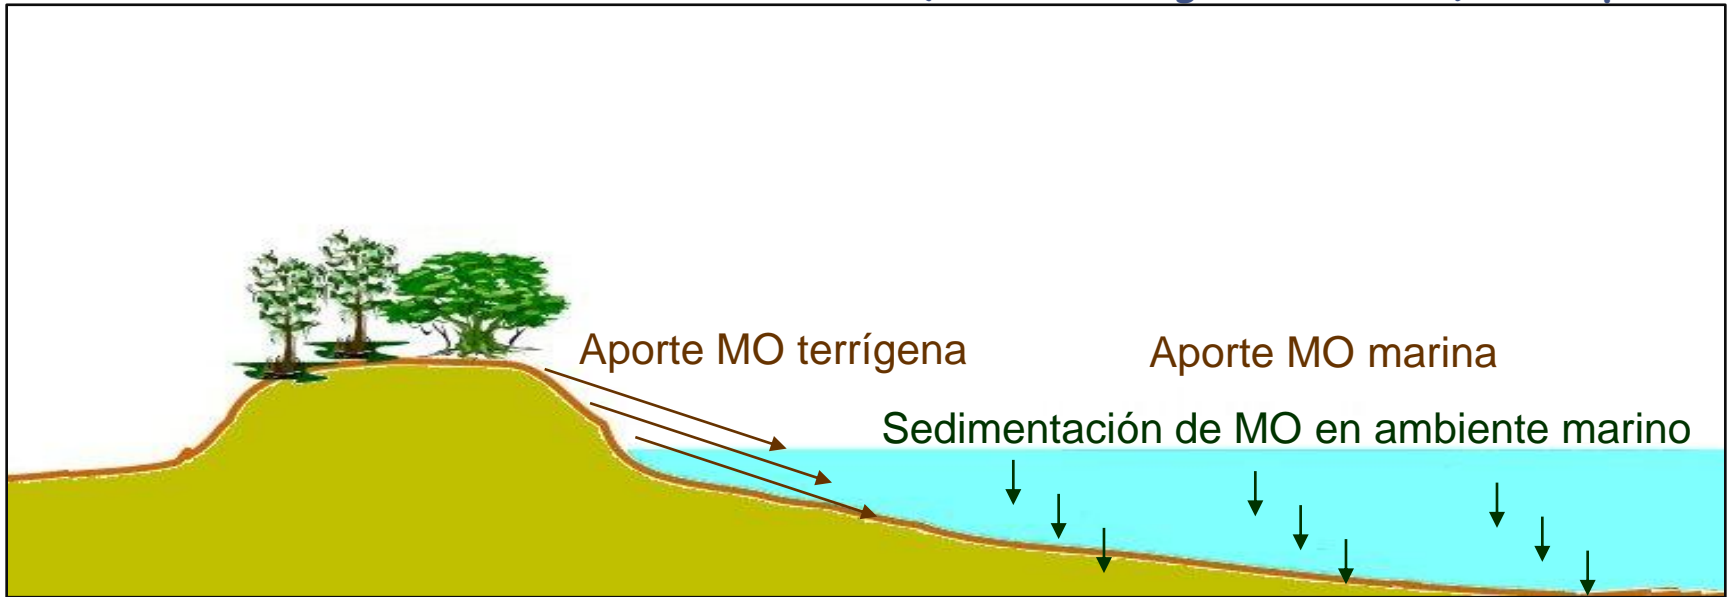 Aporte MO terrígena
Aporte MO marina
Sedimentación de MO en ambiente marino